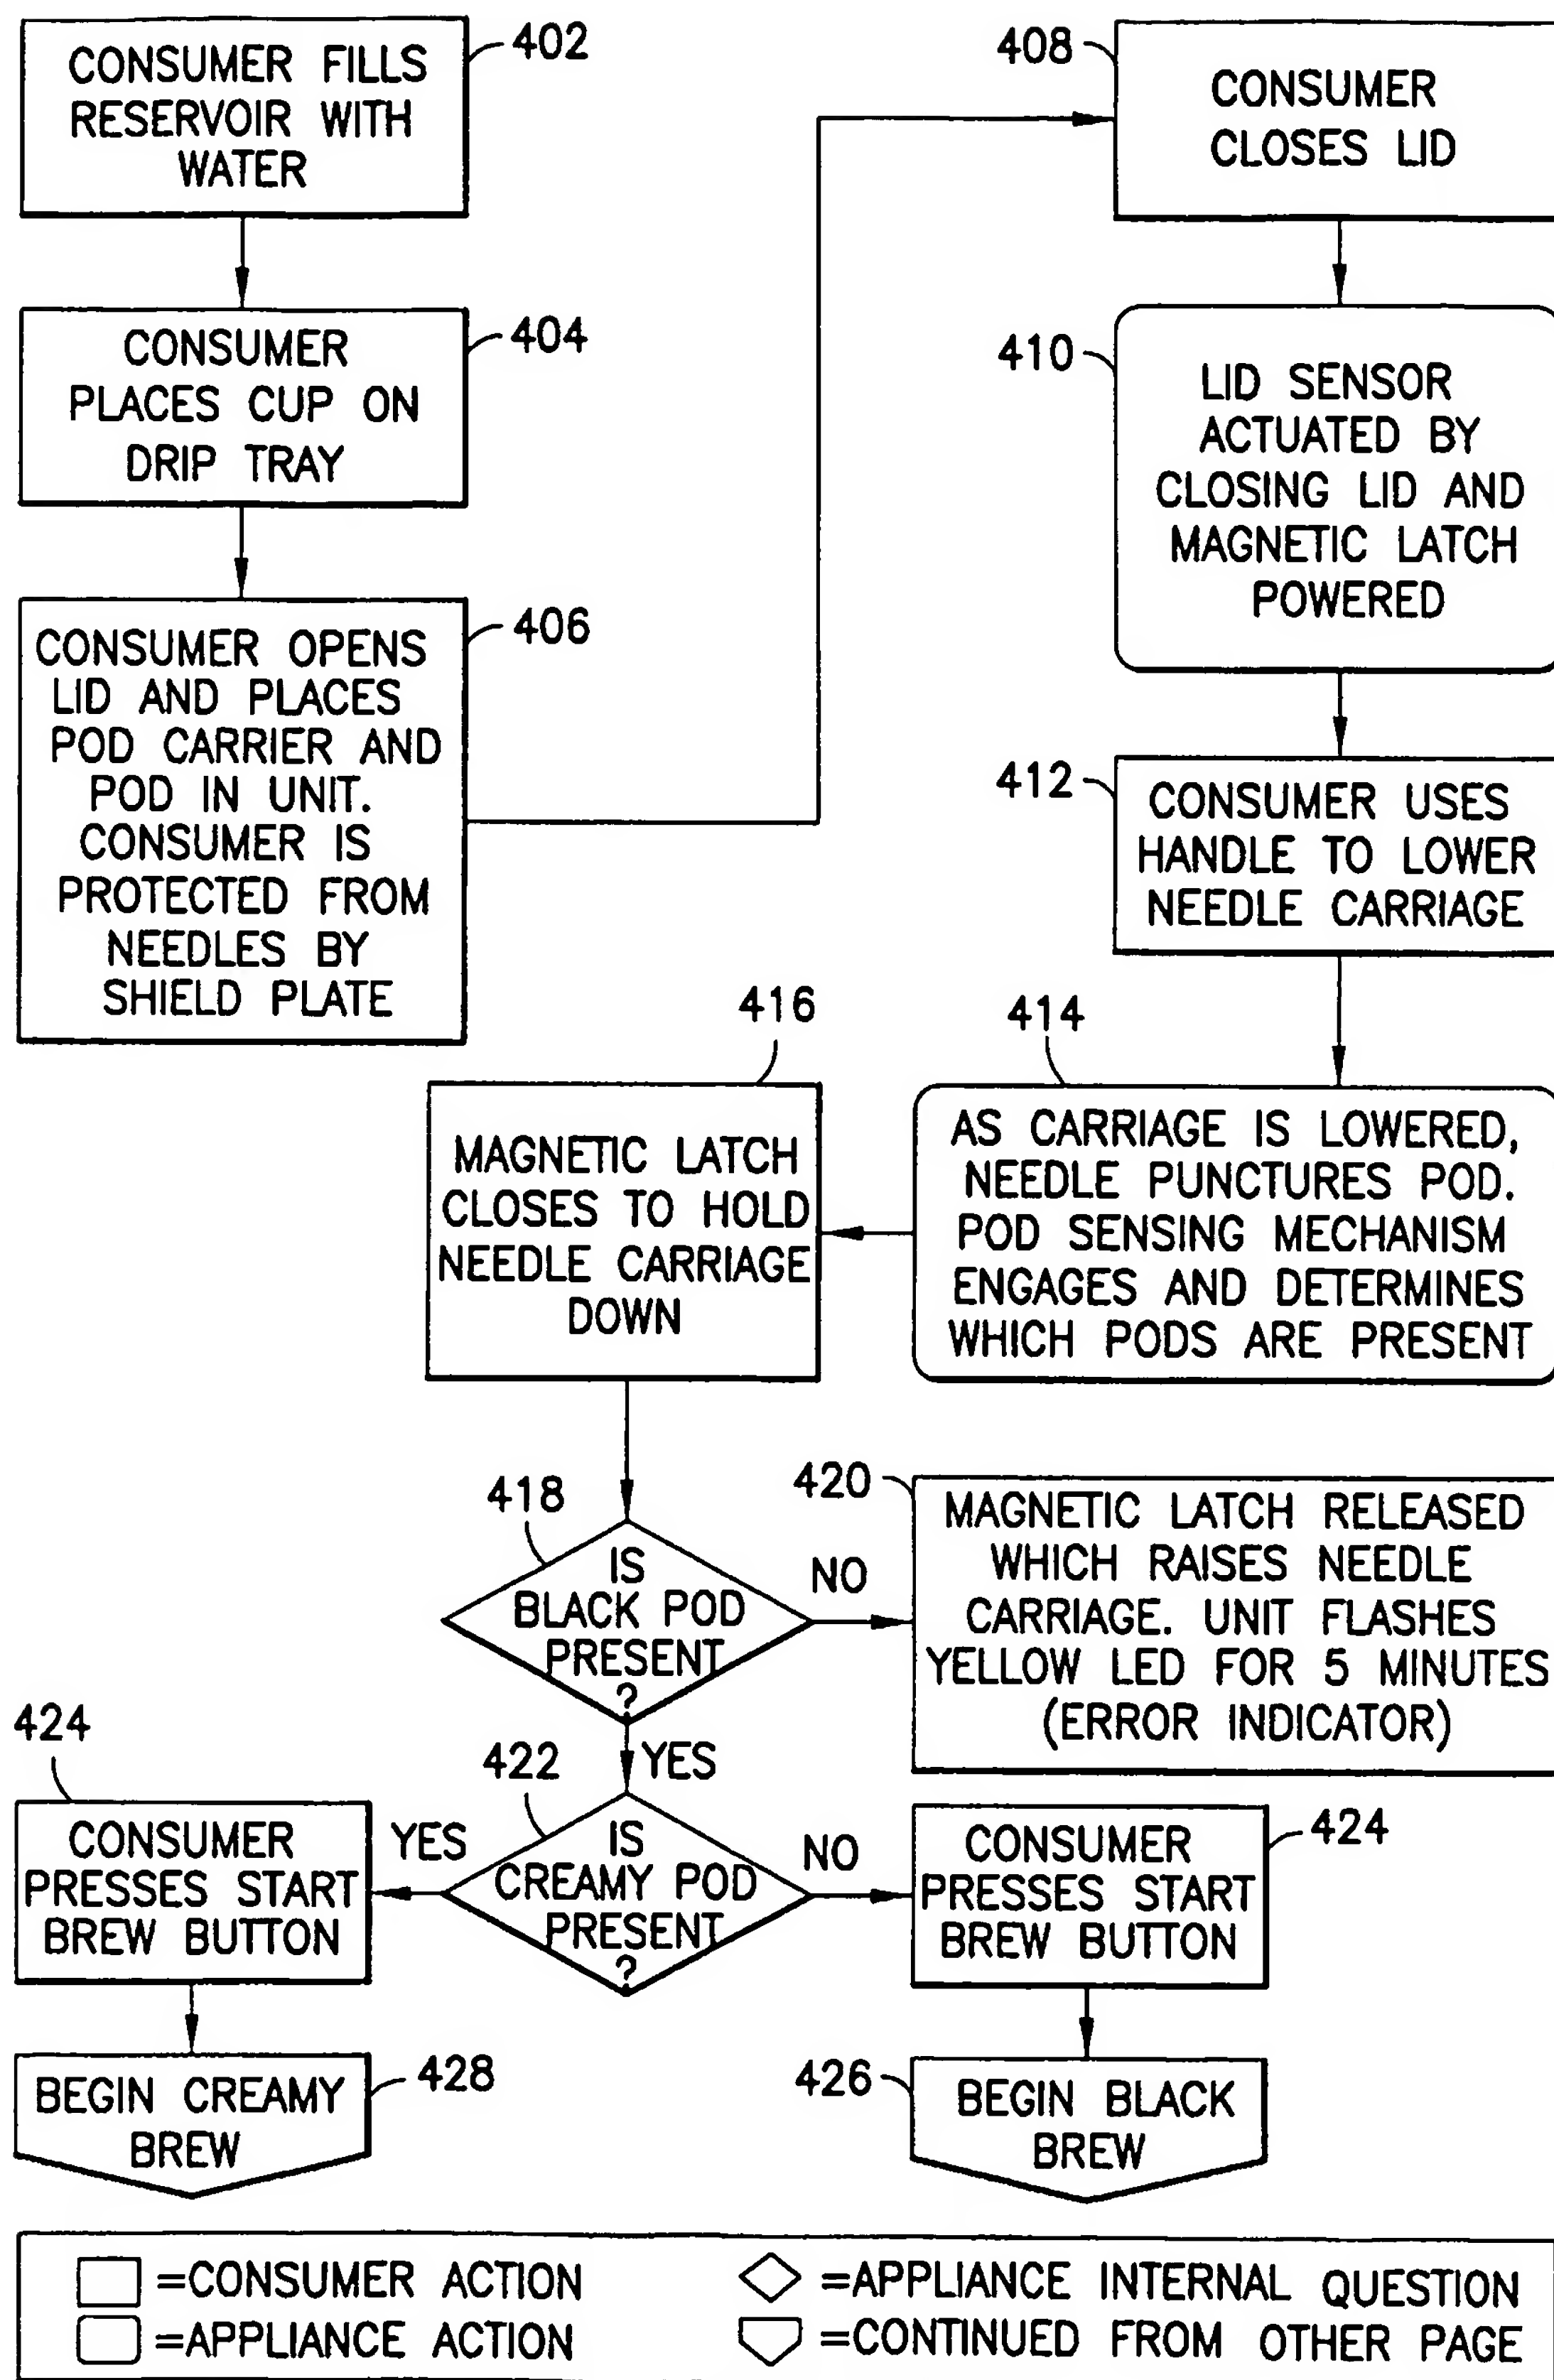 402
CONSUMER FILLS
RESERVOIR WITH
WATER
404
CONSUMER
PLACES CUP ON
DRIP TRAY
406
CONSUMER OPENS
LID AND PLACES
POD CARRIER AND
POD IN UNIT.
CONSUMER IS
PROTECTED FROM
NEEDLES BY
SHIELD PLATE
408
CONSUMER
CLOSES LID
410
LID SENSOR
ACTUATED BY
CLOSING LID AND
MAGNETIC LATCH
POWERED
412
CONSUMER USES
HANDLE TO LOWER
NEEDLE CARRIAGE
414
AS CARRIAGE IS LOWERED,
NEEDLE PUNCTURES POD.
POD SENSING MECHANISM
ENGAGES AND DETERMINES
WHICH PODS ARE PRESENT
416
MAGNETIC LATCH
CLOSES TO HOLD
NEEDLE CARRIAGE
DOWN
418
IS
BLACK POD
PRESENT
?
NO
420
MAGNETIC LATCH RELEASED
WHICH RAISES NEEDLE
CARRIAGE. UNIT FLASHES
YELLOW LED FOR 5 MINUTES
(ERROR INDICATOR)
YES
422
IS
CREAMY POD
PRESENT
?
YES
424
CONSUMER
PRESSES START
BREW BUTTON
NO
424
CONSUMER
PRESSES START
BREW BUTTON
428
BEGIN CREAMY
BREW
426
BEGIN BLACK
BREW
=CONSUMER ACTION
=APPLIANCE ACTION
=APPLIANCE INTERNAL QUESTION
=CONTINUED FROM OTHER PAGE